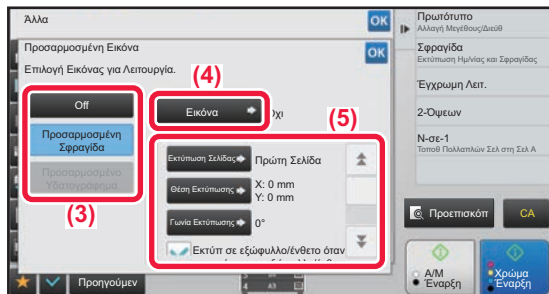 Άλλα
OK
Προσαρμοσμένη Εικόνα
OK
Επιλογή Εικόνας για Λειτουργία.
(4)
Off
Προσαρμοσμένη
Σφραγίδα
Προσαρμοσμένο
Υδατογράφημα
(3)
Εικόνα
Όχι
(5)
Εκτύπωση Σελίδας
Πρώτη Σελίδα
Θέση Εκτύπωσης
X: 0 mm
Y: 0 mm
Γωνία Εκτύπωσης
0°
Εκτύπ σε εξώφυλλο/ένθετο όταν
Προηγούμεν
4 A3
Πρωτότυπο
Αλλαγή Μεγέθους/Διεύθ
Σφραγίδα
Εκτύπωση Ημ/νίας και Σφραγίδας
Έγχρωμη Λειτ.
2-Όψεων
N-σε-1
Τοποθ Πολλαπλών Σελ στη Σελ Α
Προεπισκόπ
CA
Α/Μ
Έναρξη
Χρώμα
Έναρξη